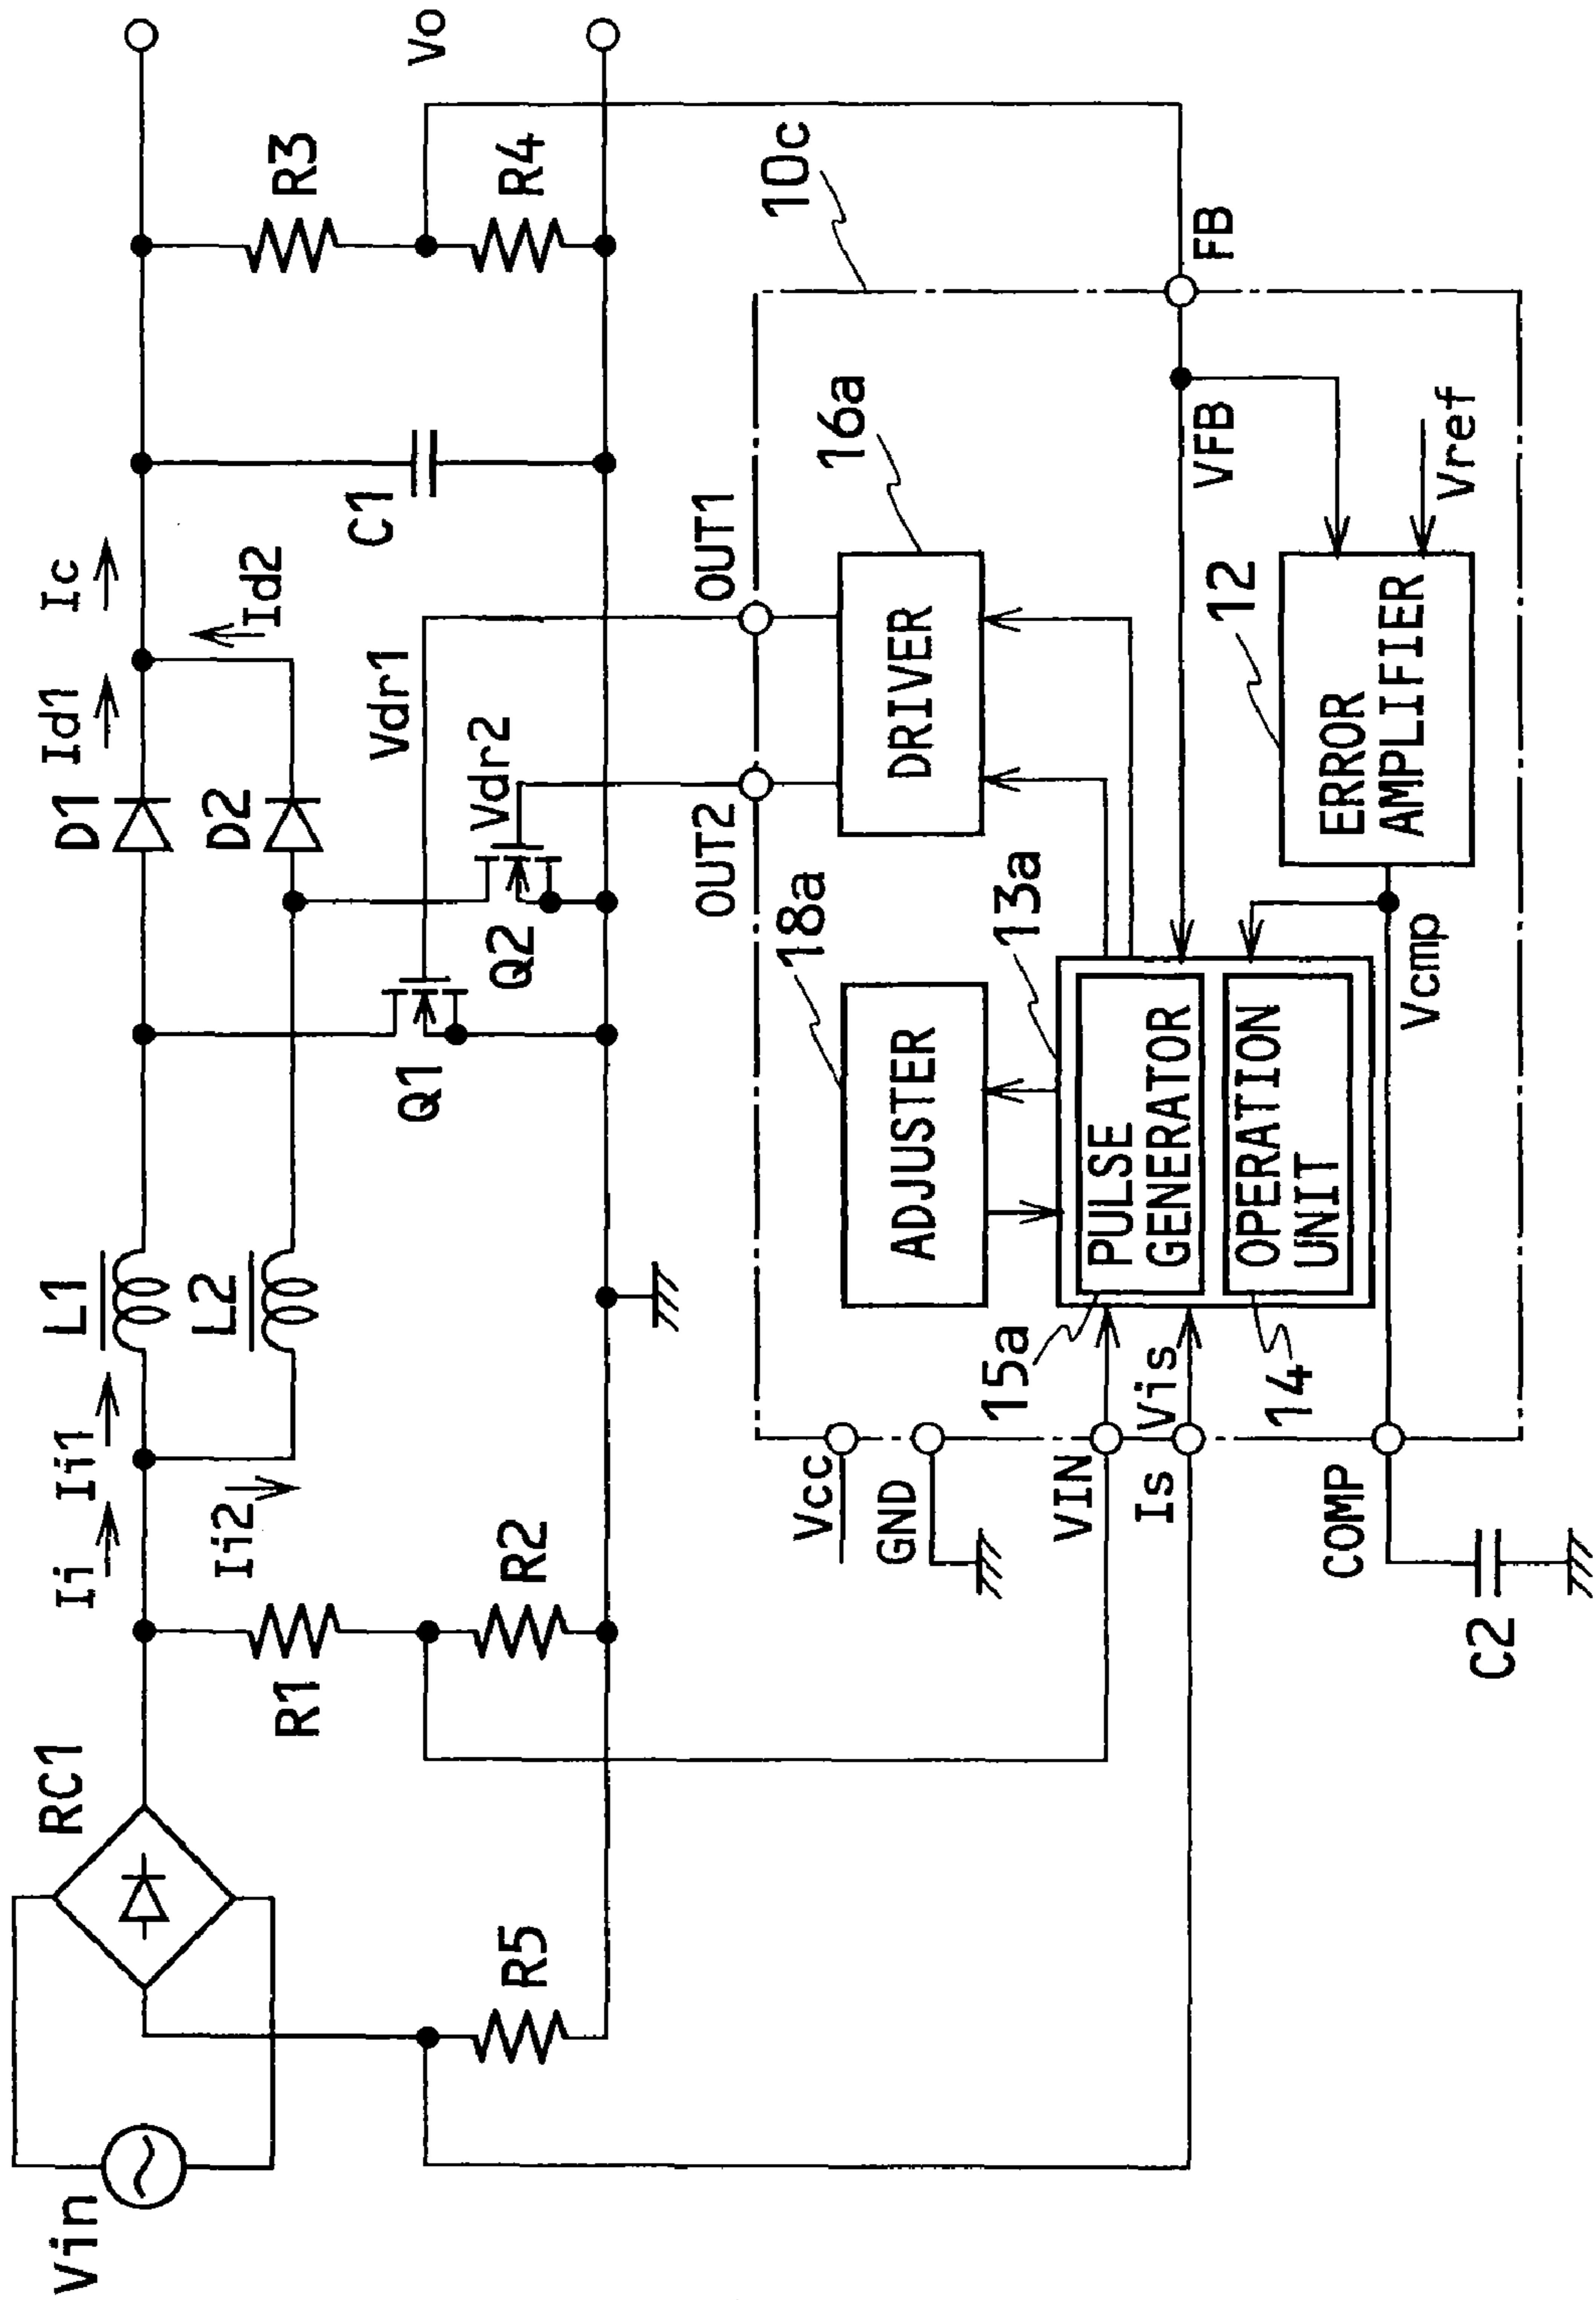 Vin
RC1
R5
R1
R2
Ii
Ii1
Ii2
L1
L2
Q1
Q2
D1
D2
Id1
Id2
Ic
Vdr1
Vdr2
C1
R3
R4
Vo
OUT2
OUT1
10c
Vcc
GND
VIN
Is
Vis
COMP
C2
18a
ADJUSTER
16a
DRIVER
13a
15a
PULSE
GENERATOR
14
OPERATION
UNIT
12
ERROR
AMPLIFIER
Vcmp
VFB
Vref
FB